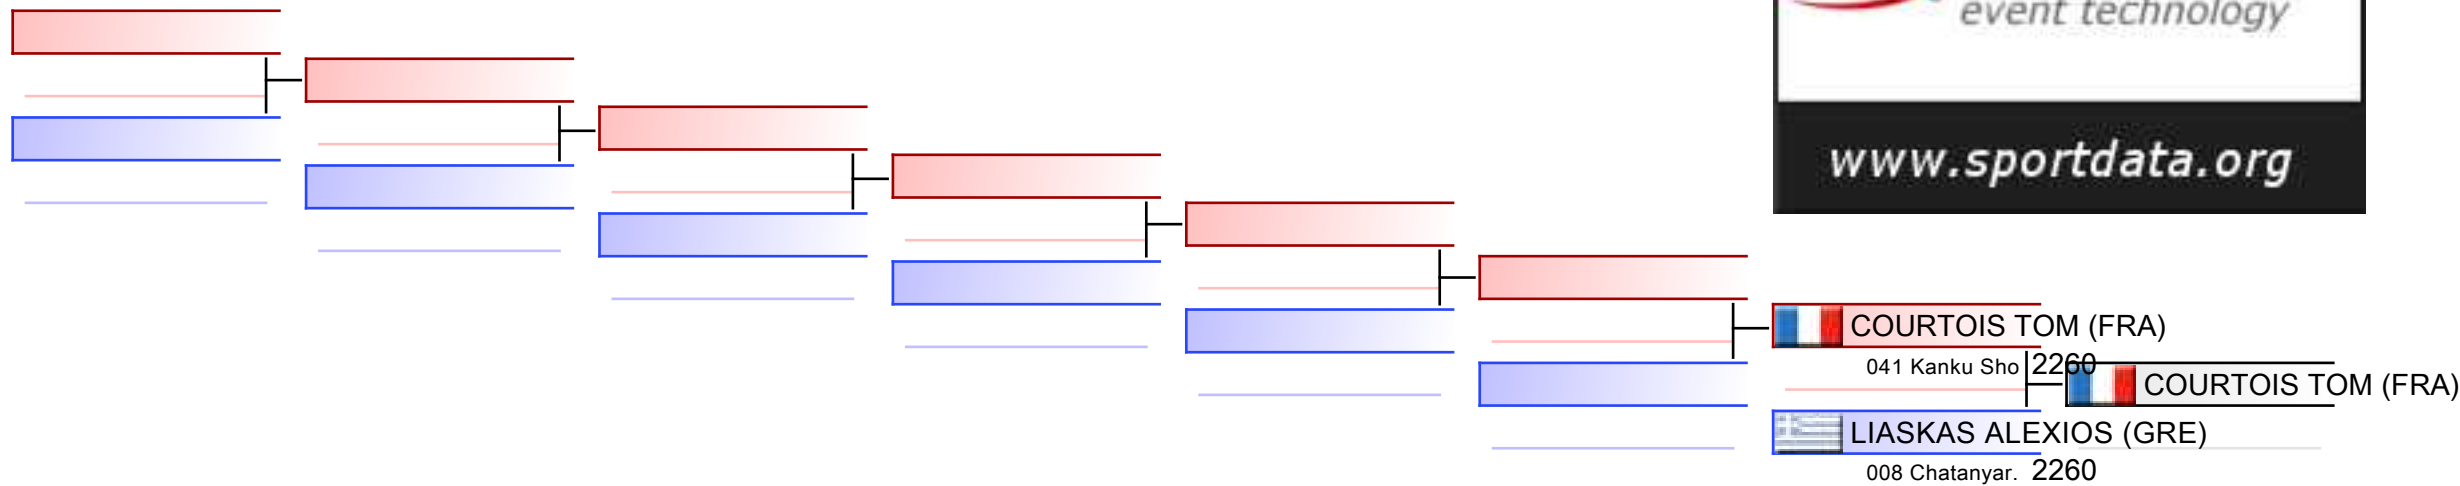 event technology
www.sportdata.org
COURTOIS TOM (FRA)
041 Kanku Sho 2260
COURTOIS TOM (FRA)
LIASKAS ALEXIOS (GRE)
008 Chatanyar. 2260